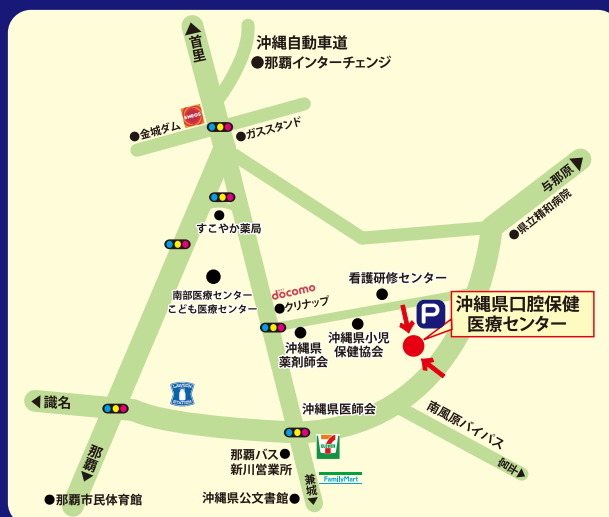 首里
沖縄自動車道
那覇インターチェンジ
ENEOS
金城ダム
ガススタンド
与那原
県立精和病院
すこやか薬局
南部医療センター
こども医療センター
docomo
クリナップ
看護研修センター
P
沖縄県口腔保健
医療センター
沖縄県
薬剤師会
沖縄県小児
保健協会
識名
LAWSON
STATION
沖縄県医師会
南風原バイパス
那覇
那覇バス
新川営業所
7
ELEVEN
FamilyMart
兼城
那覇市民体育館
沖縄県公文書館